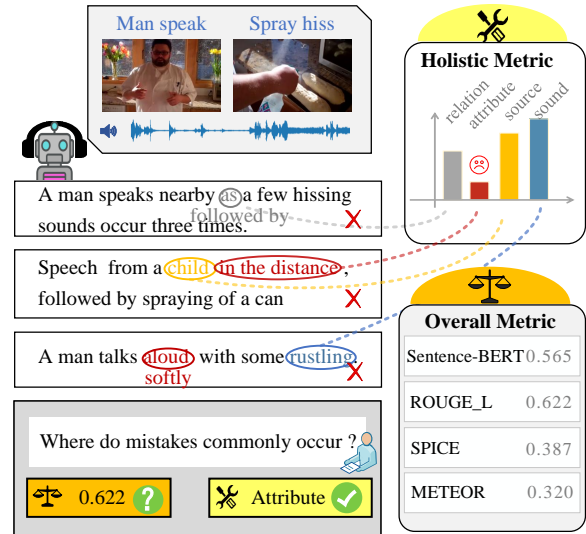 Man speak
Spray hiss
Holistic Metric
relation
attribute
source
sound
A man speaks nearby as a few hissing
followed by
sounds occur three times.
X
Speech from a child in the distance ,
followed by spraying of a can
X
A man talks aloud with some rustling.
softly
X
Where do mistakes commonly occur ?
0.622 ?
Attribute
Overall Metric
Sentence-BERT 0.565
ROUGE_L 0.622
SPICE 0.387
METEOR 0.320